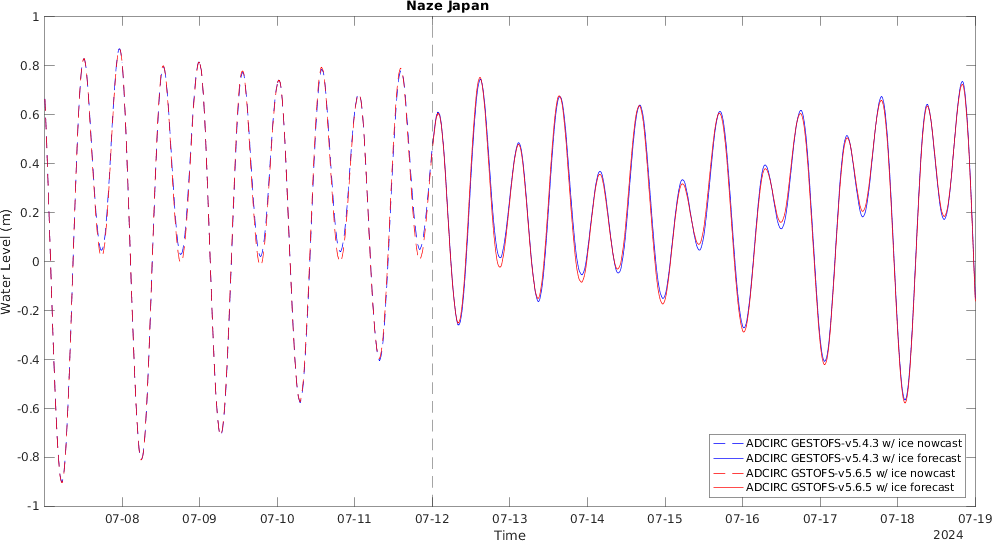 Naze Japan
1
0.8
0.6
0.4
0.2
0
-0.2
-0.4
-0.6
-0.8
-1
Water Level (m)
07-08 07-09 07-10 07-11 07-12 07-13 07-14 07-15 07-16 07-17 07-18 07-19
Time
2024
ADCIRC GESTOFS-v5.4.3 w/ ice nowcast
ADCIRC GESTOFS-v5.4.3 w/ ice forecast
ADCIRC GSTOFS-v5.6.5 w/ ice nowcast
ADCIRC GSTOFS-v5.6.5 w/ ice forecast